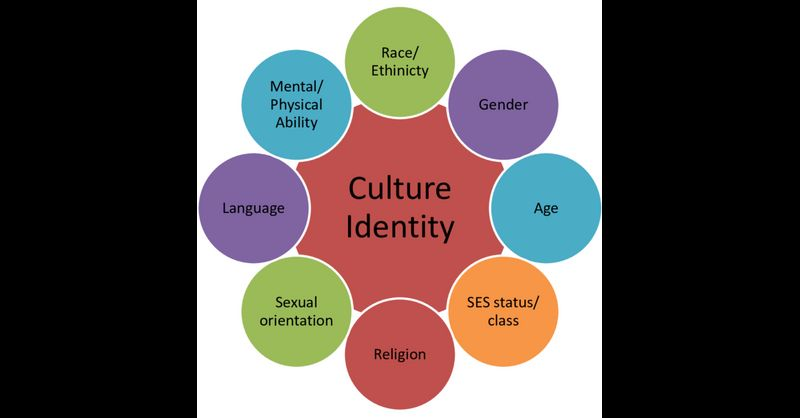 Culture
Identity
Race/
Ethinicty
Gender
Age
SES status/
class
Religion
Sexual
orientation
Language
Mental/
Physical
Ability